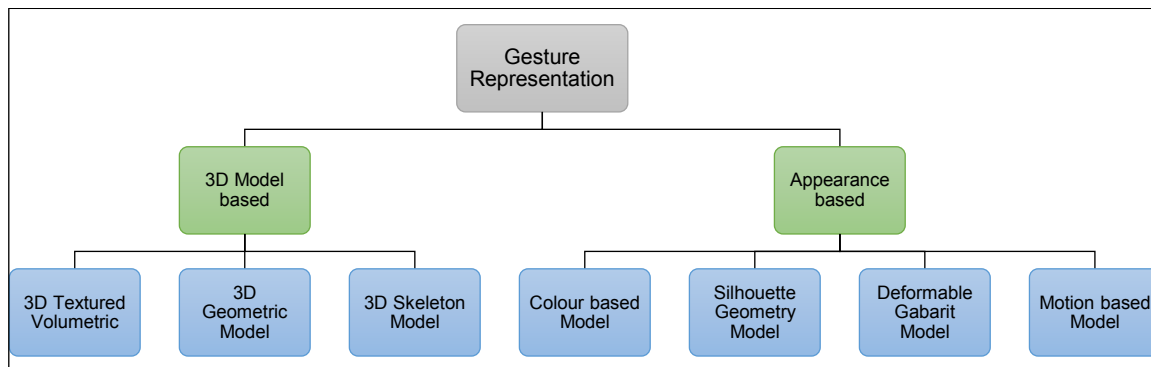 Gesture
Representation
3D Model
based
Appearance
based
3D Textured
Volumetric
3D
Geometric
Model
3D Skeleton
Model
Colour based
Model
Silhouette
Geometry
Model
Deformable
Gabarit
Model
Motion based
Model